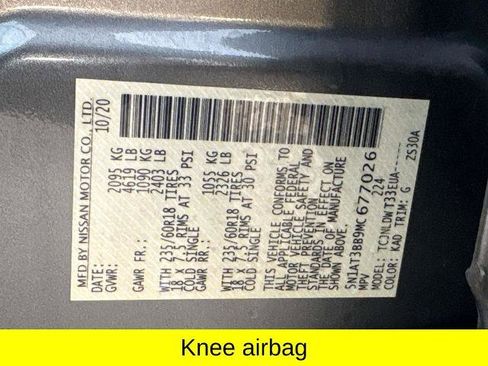 MFD BY NISSAN MOTOR CO., LTD.
10/20
GVWR: 2095 KG
4619 LB
GAWR FR.: 1090 KG
2403 LB
WITH 235/60R18 TIRES
18 X 7.5 RIMS AT 33 PSI
COLD SINGLE
GAWR RR.: 1055 KG
2326 LB
WITH 235/60R18 TIRES
18 X 7.5 RIMS AT 30 PSI
COLD SINGLE
THIS VEHICLE CONFORMS TO
ALL APPLICABLE FEDERAL
MOTOR VEHICLE SAFETY AND
THEFT PREVENTION
STANDARDS IN EFFECT ON
THE DATE OF MANUFACTURE
SHOWN ABOVE.
5N1AT3BB9MC677026
MPV 224
MODEL: TC1NLDWT33EUA-----
COLOR: KAD TRIM: G ZS30A
Knee airbag